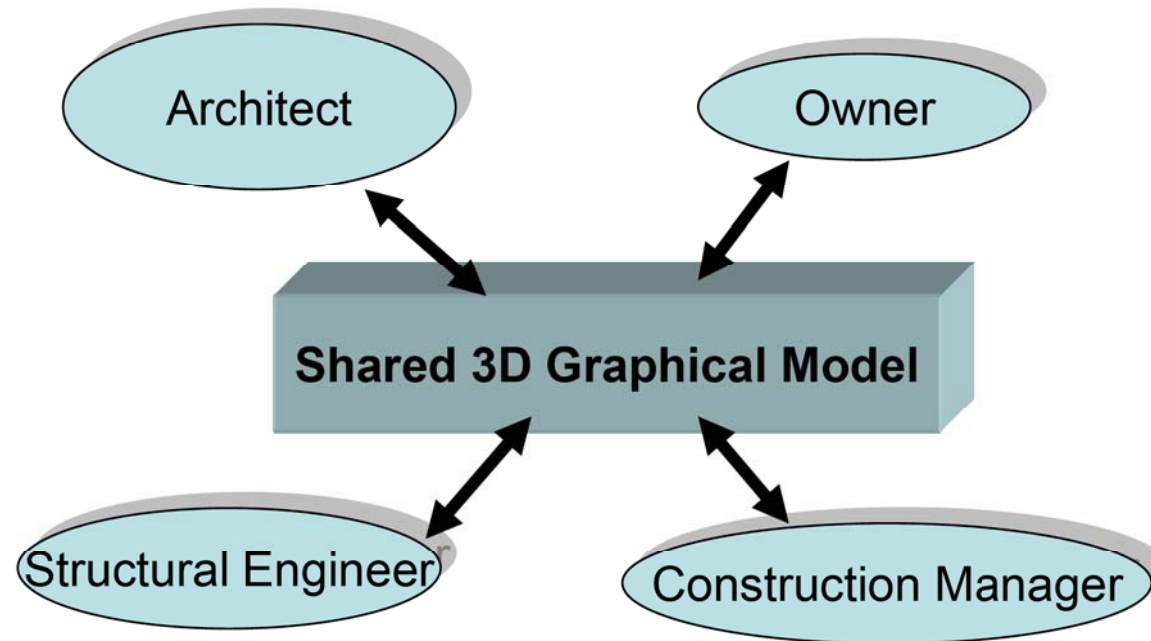 Architect
Owner
Shared 3D Graphical Model
Structural Engineer
Construction Manager